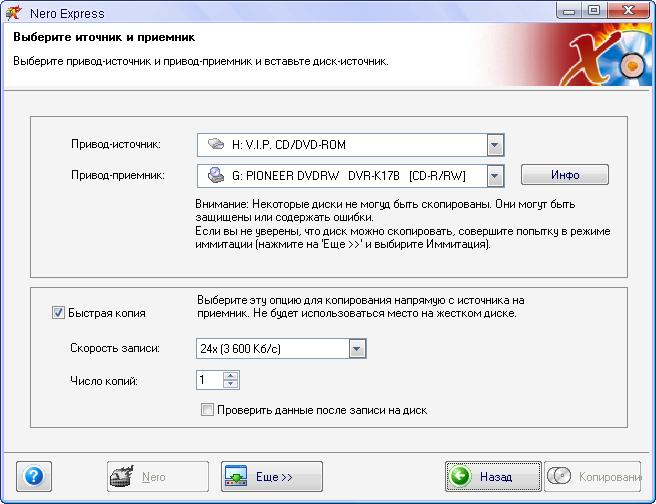 Nero Express
Выберите иточник и приемник
Выберите привод-источник и привод-приемник и вставьте диск-источник.
Привод-источник: H: V.I.P. CD/DVD-ROM
Привод-приемник: G: PIONEER DVDRW DVR-K17B [CD-R/RW] Инфо
Внимание: Некоторые диски не могуд быть скопированы. Они могут быть
защищены или содержать ошибки.
Если вы не уверены, что диск можно скопировать, совершите попытку в режиме
иммитации (нажмите на 'Еще >>' и выбирите Иммитация).
Быстрая копия
Выберите эту опцию для копирования напрямую с источника на
приемник. Не будет использоваться место на жестком диске.
Скорость записи: 24x (3 600 Кб/с)
Число копий: 1
Проверить данные после записи на диск
? Nero Еще >> Назад Копировани